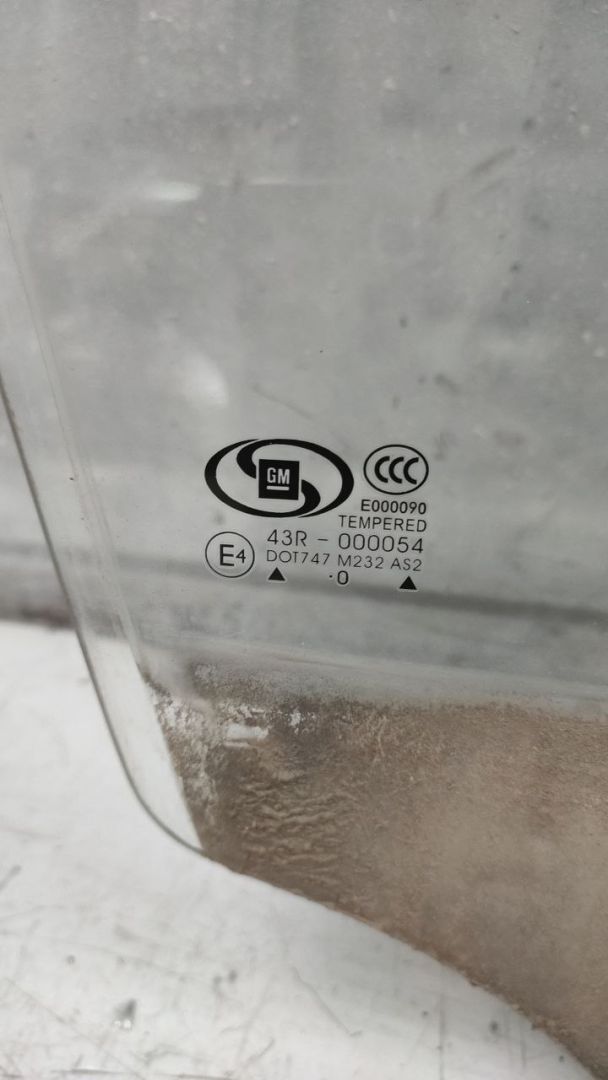 GM
CCC
E000090
TEMPERED
E4
43R - 000054
DOT747 M232 AS2
▲ ·0 ▲